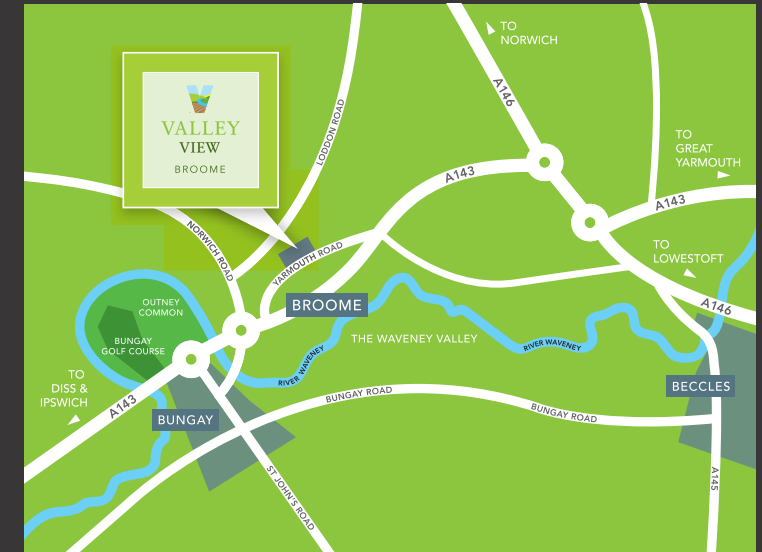 TO
NORWICH
A146
LODDON ROAD
VALLEY
VIEW
BROOME
TO
GREAT
YARMOUTH
A143
A143
NORWICH ROAD
YARMOUTH ROAD
TO
LOWESTOFT
A146
OUTNEY
COMMON
BROOME
BUNGAY
GOLF COURSE
THE WAVENEY VALLEY
RIVER WAVENEY
RIVER WAVENEY
TO
DISS &
IPSWICH
A143
BUNGAY ROAD
BECCLES
BUNGAY
BUNGAY ROAD
ST JOHN'S ROAD
A145